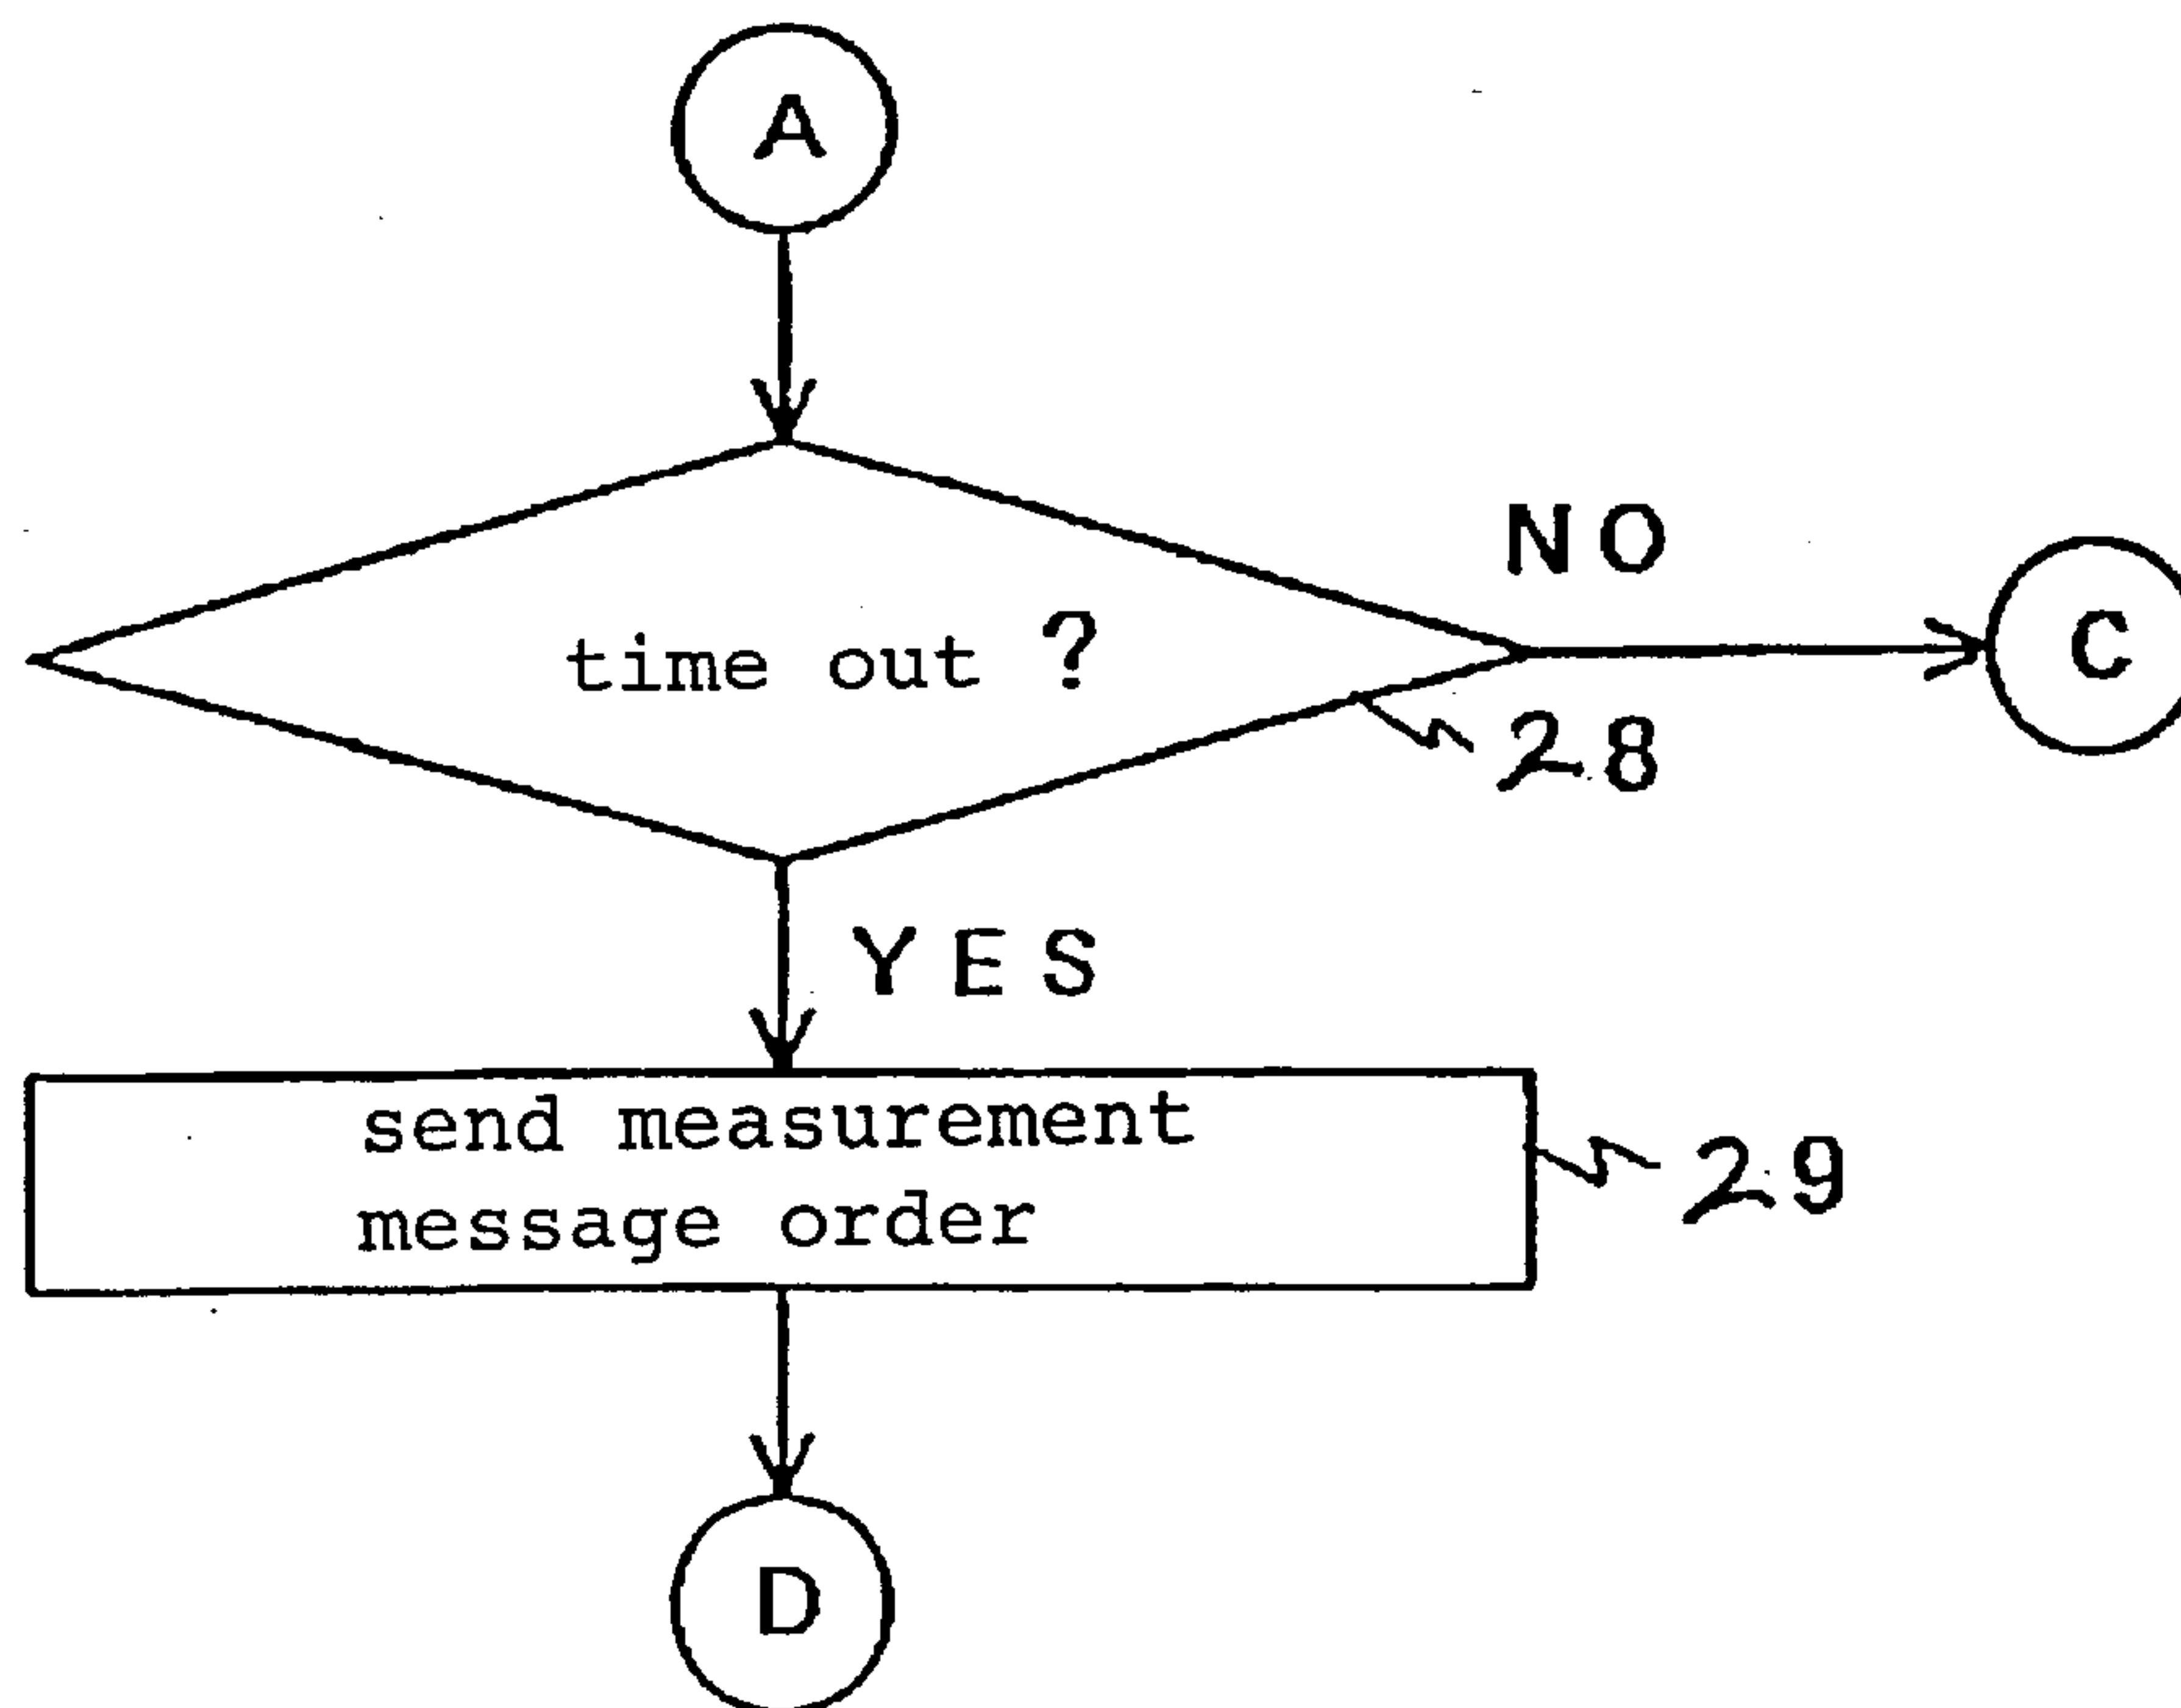 A
NO
time out ?
C
28
YES
send measurement
message order
29
D